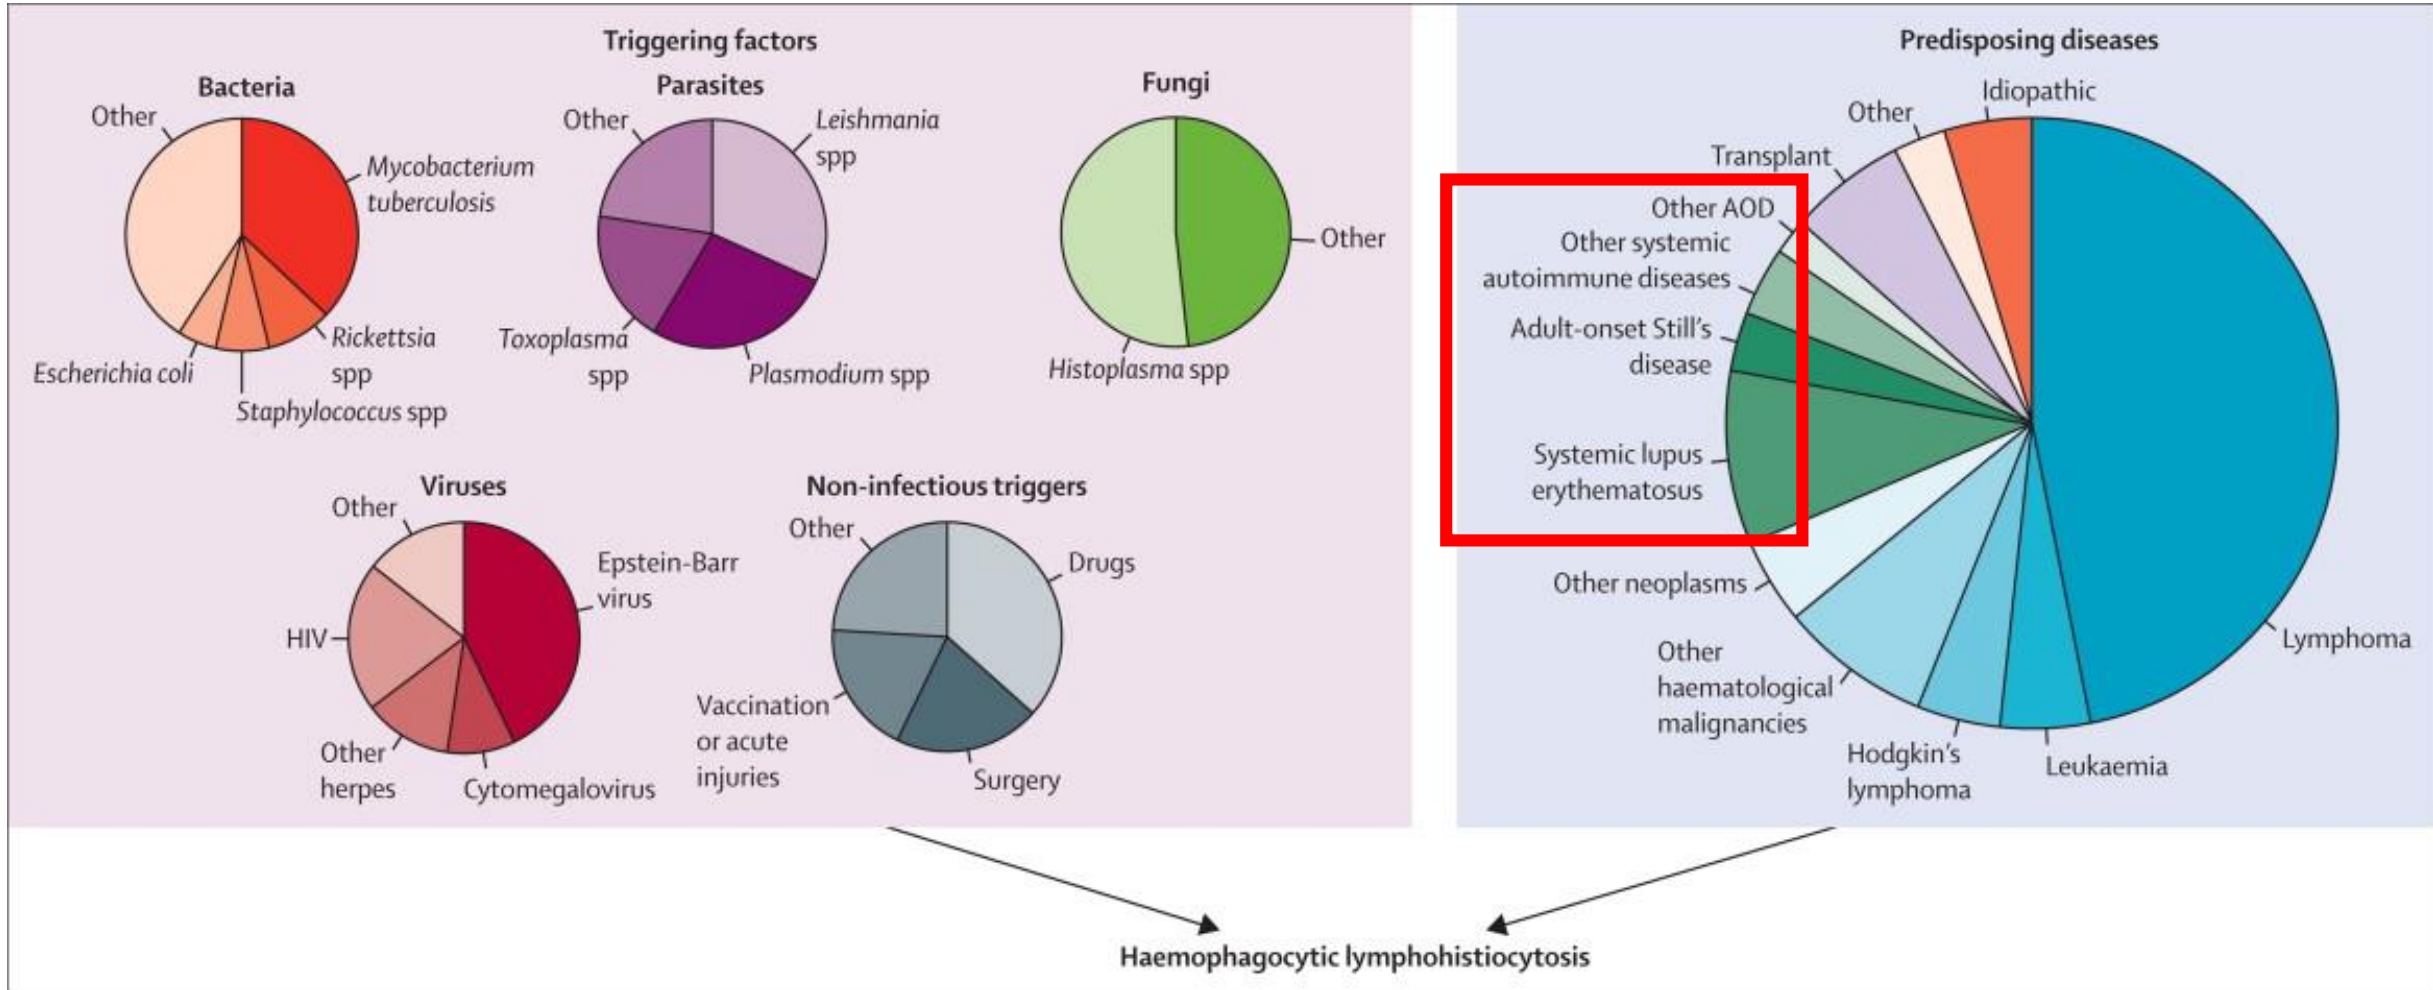 Triggering factors
Bacteria
Other
Mycobacterium
tuberculosis
Rickettsia
spp
Staphylococcus spp
Escherichia coli
Parasites
Other
Leishmania
spp
Plasmodium spp
Toxoplasma
spp
Fungi
Other
Histoplasma spp
Viruses
Other
Epstein-Barr
virus
Cytomegalovirus
Other
herpes
HIV
Non-infectious triggers
Other
Drugs
Surgery
Vaccination
or acute
injuries
Predisposing diseases
Idiopathic
Other
Transplant
Other AOD
Other systemic
autoimmune diseases
Adult-onset Still's
disease
Systemic lupus
erythematosus
Other neoplasms
Other
haematological
malignancies
Hodgkin's
lymphoma
Leukaemia
Lymphoma
Haemophagocytic lymphohistiocytosis